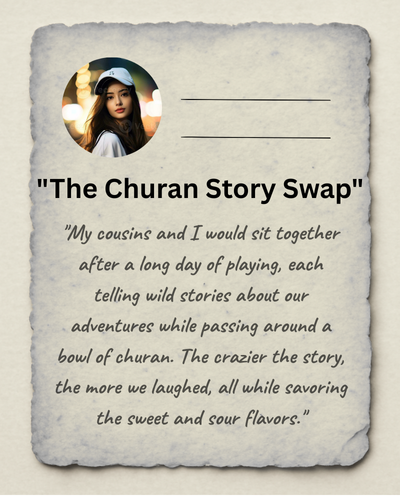 "The Churan Story Swap"
"My cousins and I would sit together
after a long day of playing, each
telling wild stories about our
adventures while passing around a
bowl of churan. The crazier the story,
the more we laughed, all while savoring
the sweet and sour flavors."